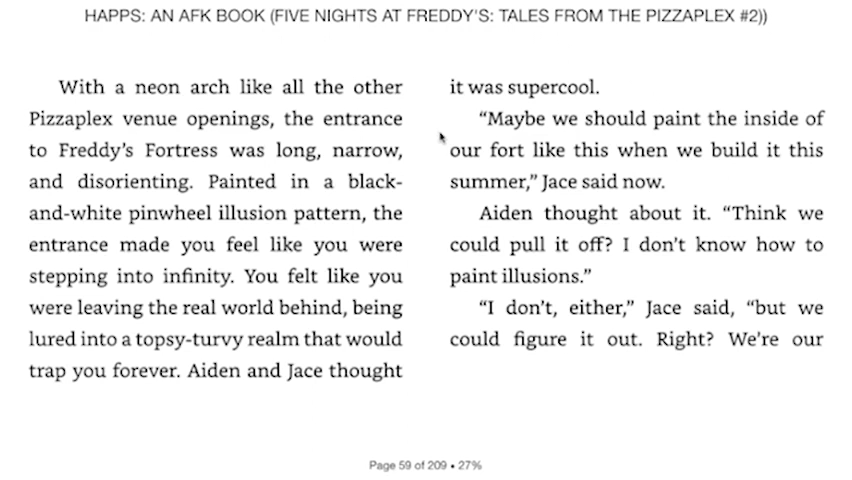 HAPPS: AN AFK BOOK (FIVE NIGHTS AT FREDDY'S: TALES FROM THE PIZZAPLEX #2))
With a neon arch like all the other
Pizzaplex venue openings, the entrance
to Freddy’s Fortress was long, narrow,
and disorienting. Painted in a black-
and-white pinwheel illusion pattern, the
entrance made you feel like you were
stepping into infinity. You felt like you
were leaving the real world behind, being
lured into a topsy-turvy realm that would
trap you forever. Aiden and Jace thought
it was supercool.
“Maybe we should paint the inside of
our fort like this when we build it this
summer,” Jace said now.
Aiden thought about it. “Think we
could pull it off? I don’t know how to
paint illusions.”
“I don’t, either,” Jace said, “but we
could figure it out. Right? We’re our
Page 59 of 209 • 27%